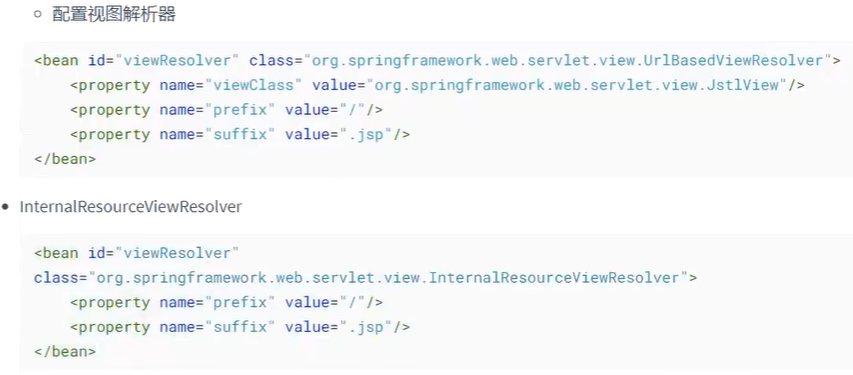 配置视图解析器
<bean id="viewResolver" class="org.springframework.web.servlet.view.UrlBasedViewResolver">
<property name="viewClass" value="org.springframework.web.servlet.view.JstlView"/>
<property name="prefix" value="/"/>
<property name="suffix" value=".jsp"/>
</bean>
InternalResourceViewResolver
<bean id="viewResolver"
class="org.springframework.web.servlet.view.InternalResourceViewResolver">
<property name="prefix" value="/"/>
<property name="suffix" value=".jsp"/>
</bean>